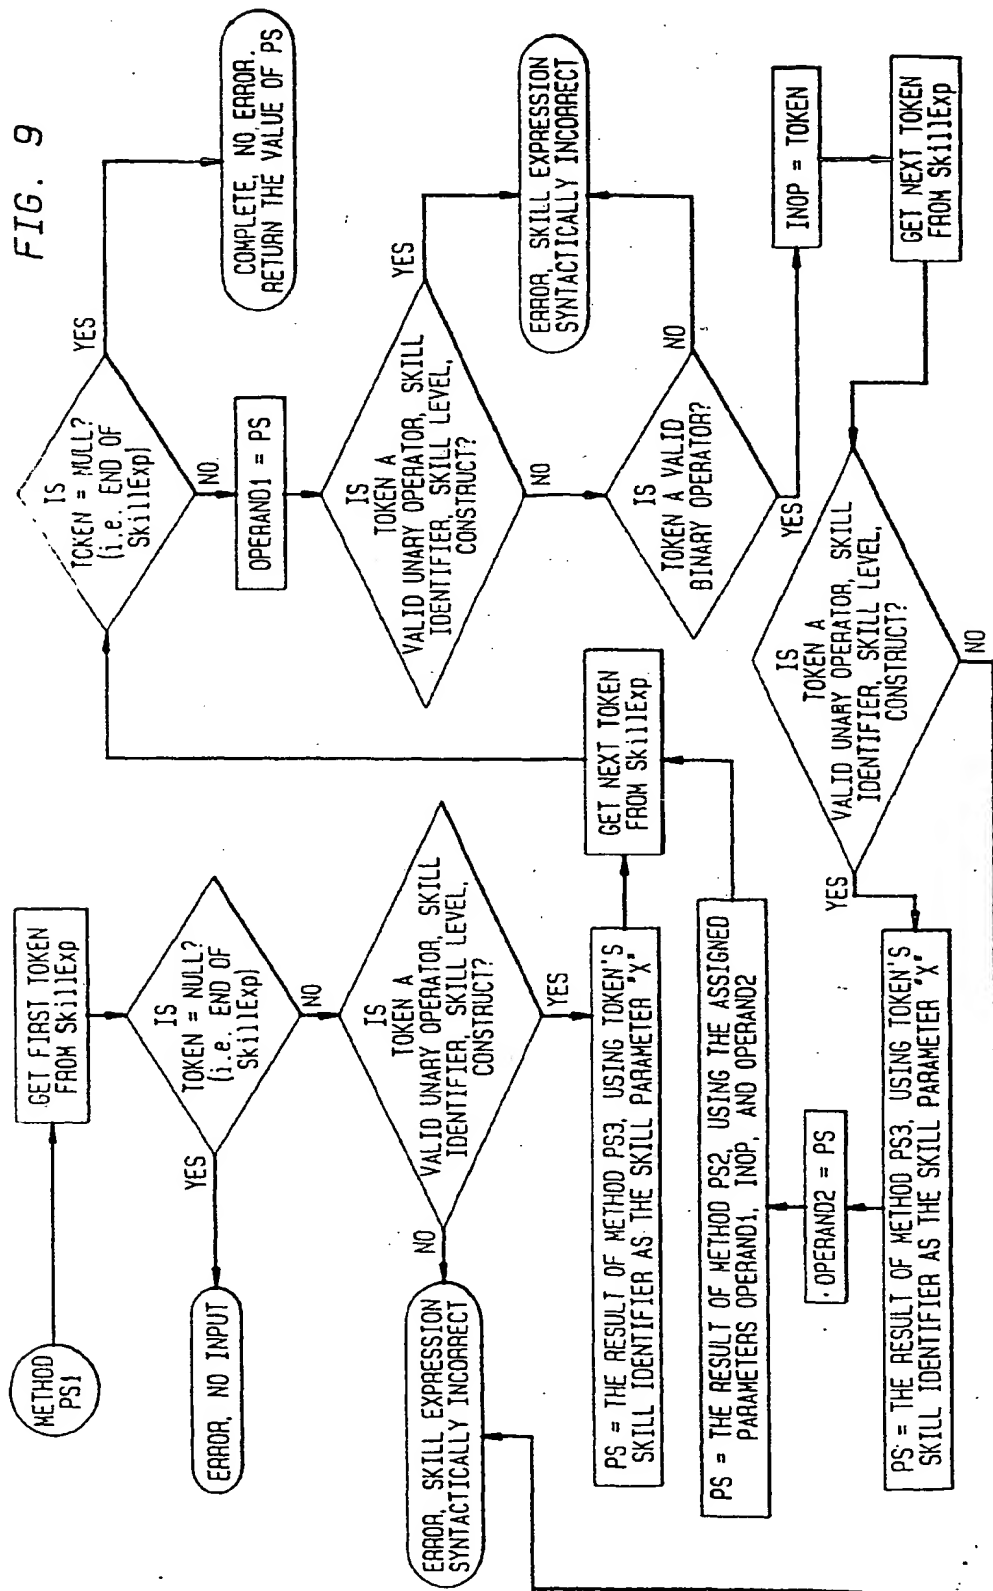 FIG. 9
METHOD
PS1
GET FIRST TOKEN
FROM SkillExp
IS
TOKEN = NULL?
(i.e. END OF
SkillExp)
YES
NO
ERROR, NO INPUT
IS
TOKEN A
VALID UNARY OPERATOR, SKILL
IDENTIFIER, SKILL LEVEL,
CONSTRUCT?
NO
YES
ERROR, SKILL EXPRESSION
SYNTACTICALLY INCORRECT
PS = THE RESULT OF METHOD PS3, USING TOKEN'S
SKILL IDENTIFIER AS THE SKILL PARAMETER "X"
GET NEXT TOKEN
FROM SkillExp
IS
TOKEN = NULL?
(i.e. END OF
SkillExp)
YES
NO
COMPLETE, NO ERROR.
RETURN THE VALUE OF PS
OPERAND1 = PS
IS
TOKEN A
VALID UNARY OPERATOR, SKILL
IDENTIFIER, SKILL LEVEL,
CONSTRUCT?
YES
NO
ERROR, SKILL EXPRESSION
SYNTACTICALLY INCORRECT
IS
TOKEN A VALID
BINARY OPERATOR?
NO
YES
INOP = TOKEN
GET NEXT TOKEN
FROM SkillExp
IS
TOKEN A
VALID UNARY OPERATOR, SKILL
IDENTIFIER, SKILL LEVEL,
CONSTRUCT?
YES
NO
PS = THE RESULT OF METHOD PS3, USING TOKEN'S
SKILL IDENTIFIER AS THE SKILL PARAMETER "X"
OPERAND2 = PS
PS = THE RESULT OF METHOD PS2, USING THE ASSIGNED
PARAMETERS OPERAND1, INOP, AND OPERAND2